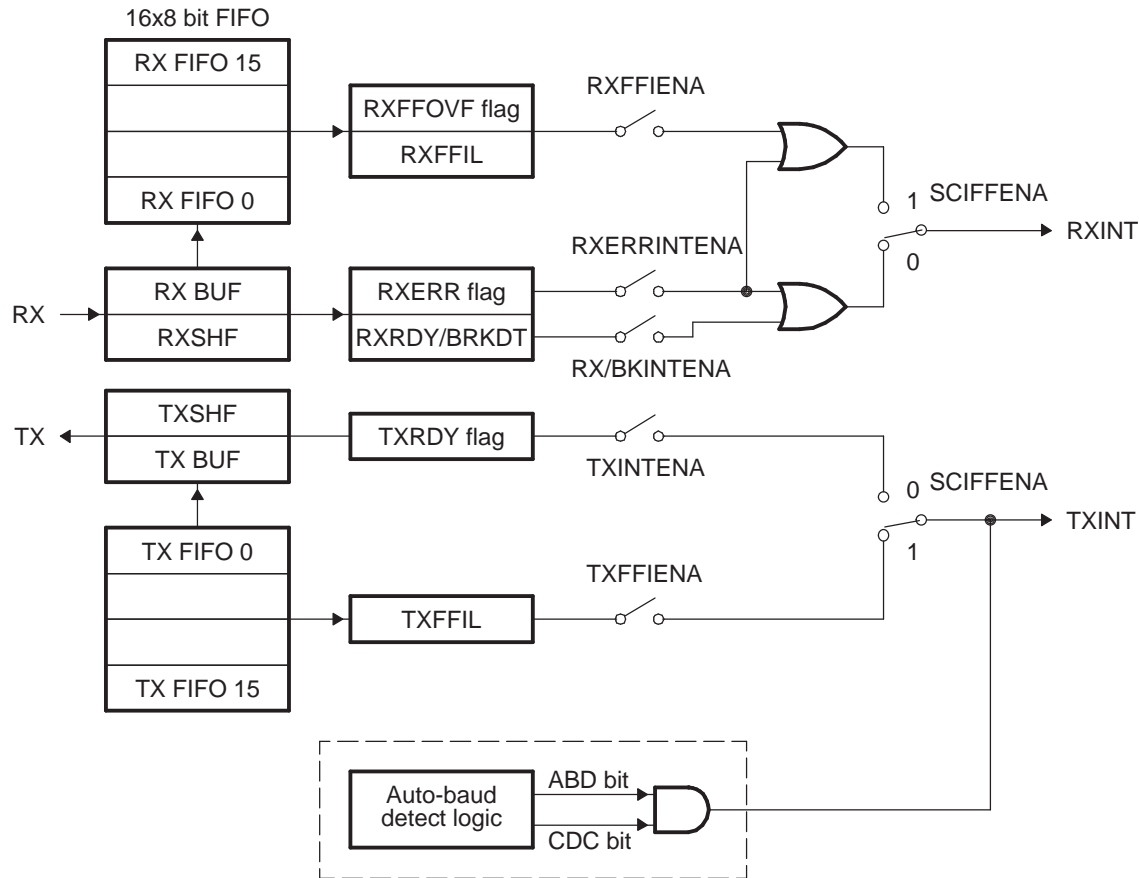 16x8 bit FIFO
RX FIFO 15
RX FIFO 0
RXFFOVF flag
RXFFIL
RXFFIENA
1
SCIFFENA
0
RXINT
RX
RX BUF
RXSHF
RXERR flag
RXRDY/BRKDT
RXERRINTENA
RX/BKINTENA
TX
TXSHF
TX BUF
TXRDY flag
TXINTENA
0
SCIFFENA
1
TXINT
TX FIFO 0
TX FIFO 15
TXFFIL
TXFFIENA
Auto-baud
detect logic
ABD bit
CDC bit